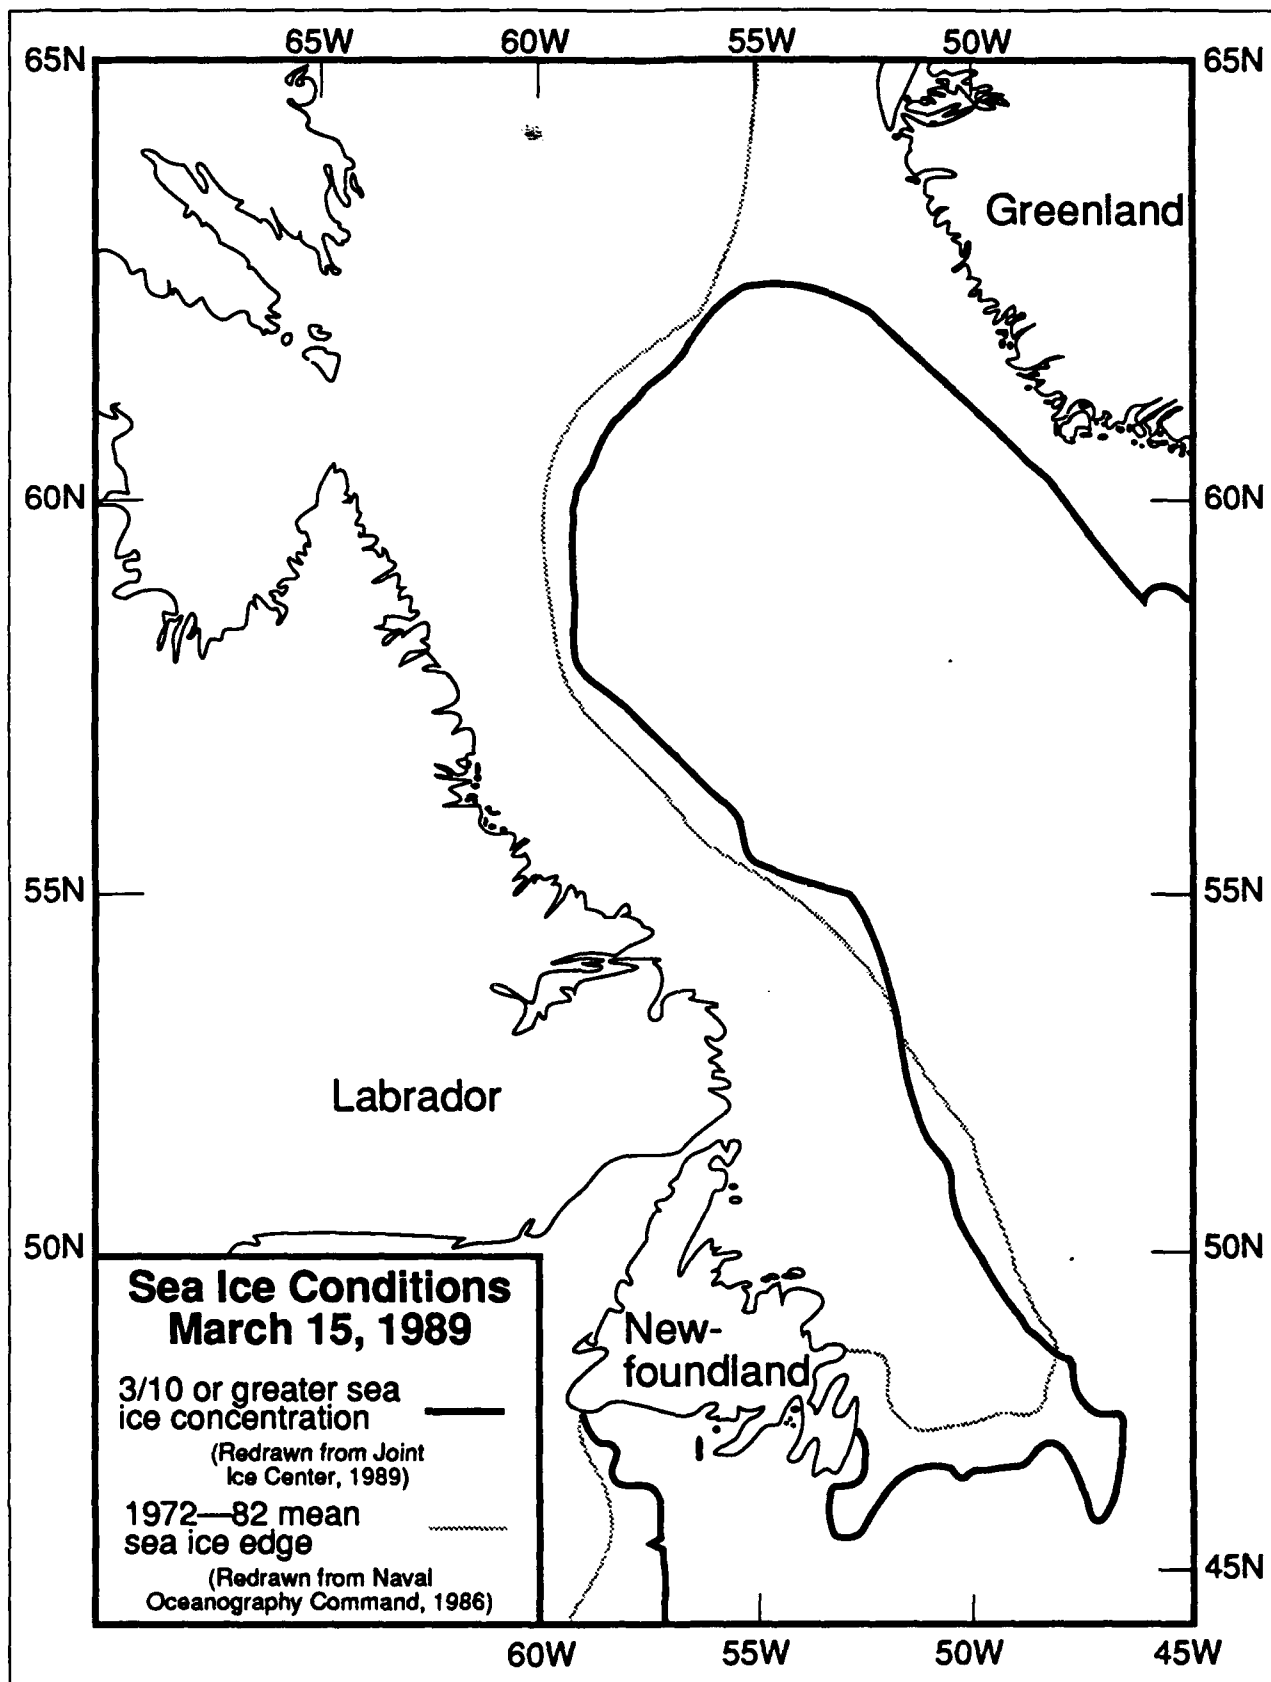 65W 60W 55W 50W
65N 65N
Greenland
60N 60N
55N 55N
Labrador
50N 50N
Sea Ice Conditions
March 15, 1989
3/10 or greater sea
ice concentration
(Redrawn from Joint
Ice Center, 1989)
1972—82 mean
sea ice edge
(Redrawn from Naval
Oceanography Command, 1986)
New-
foundland
45N
60W 55W 50W 45W